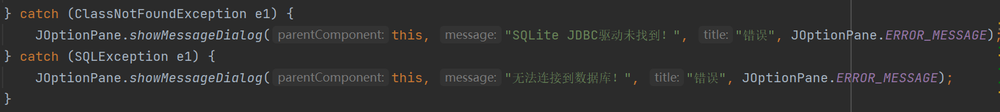 } catch (ClassNotFoundException e1) {
JOptionPane.showMessageDialog( parentComponent: this, message: "SQLite JDBC驱动未找到！", title: "错误", JOptionPane.ERROR_MESSAGE);
} catch (SQLException e1) {
JOptionPane.showMessageDialog( parentComponent: this, message: "无法连接到数据库！", title: "错误", JOptionPane.ERROR_MESSAGE);
}